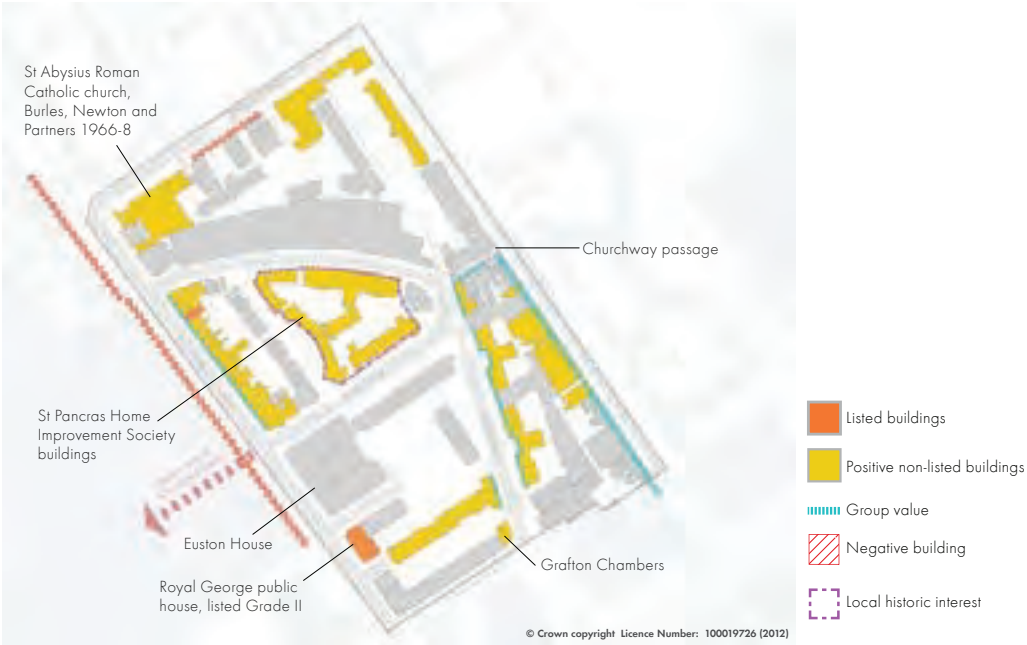 St Abysius Roman
Catholic church,
Burles, Newton and
Partners 1966-8
Churchway passage
St Pancras Home
Improvement Society
buildings
Euston House
Royal George public
house, listed Grade II
Grafton Chambers
Listed buildings
Positive non-listed buildings
Group value
Negative building
Local historic interest
© Crown copyright Licence Number: 100019726 (2012)